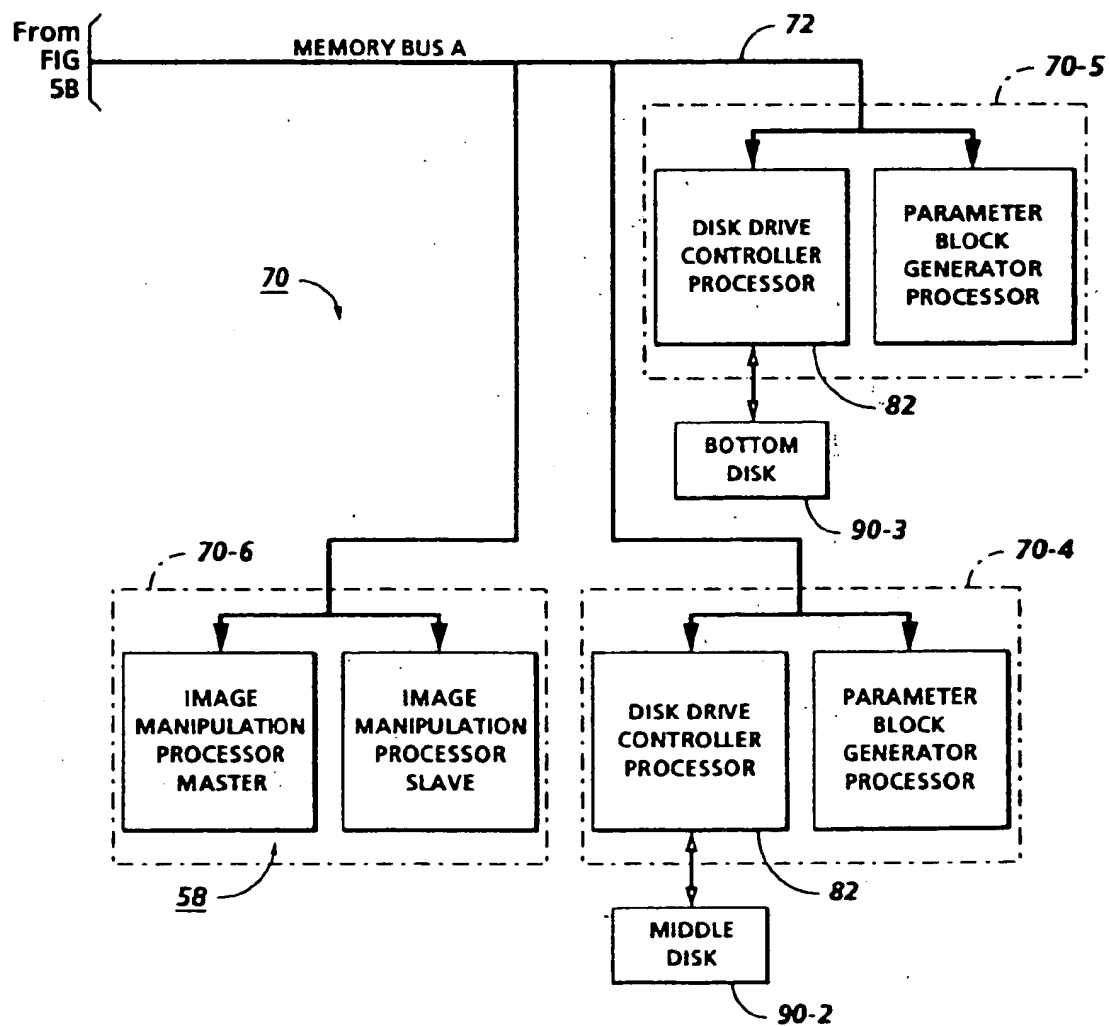 From
FIG
5B
MEMORY BUS A
72
70-5
DISK DRIVE
CONTROLLER
PROCESSOR
PARAMETER
BLOCK
GENERATOR
PROCESSOR
70
82
BOTTOM
DISK
90-3
70-6
70-4
IMAGE
MANIPULATION
PROCESSOR
MASTER
IMAGE
MANIPULATION
PROCESSOR
SLAVE
DISK DRIVE
CONTROLLER
PROCESSOR
PARAMETER
BLOCK
GENERATOR
PROCESSOR
58
82
MIDDLE
DISK
90-2